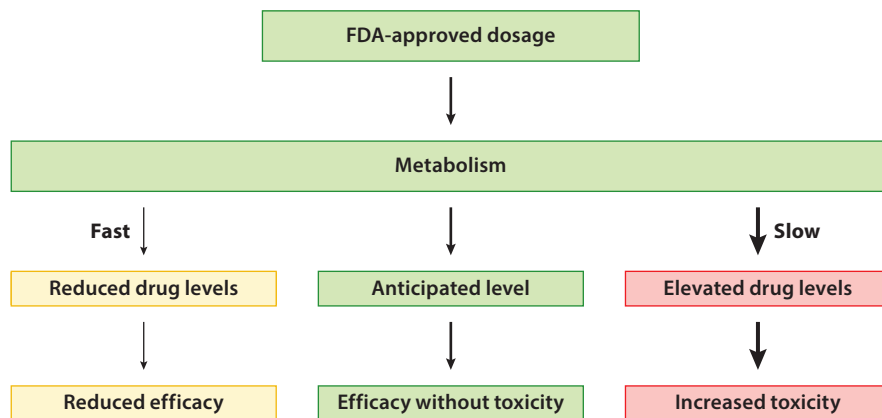 FDA-approved dosage
Metabolism
Fast
Slow
Reduced drug levels
Anticipated level
Elevated drug levels
Reduced efficacy
Efficacy without toxicity
Increased toxicity